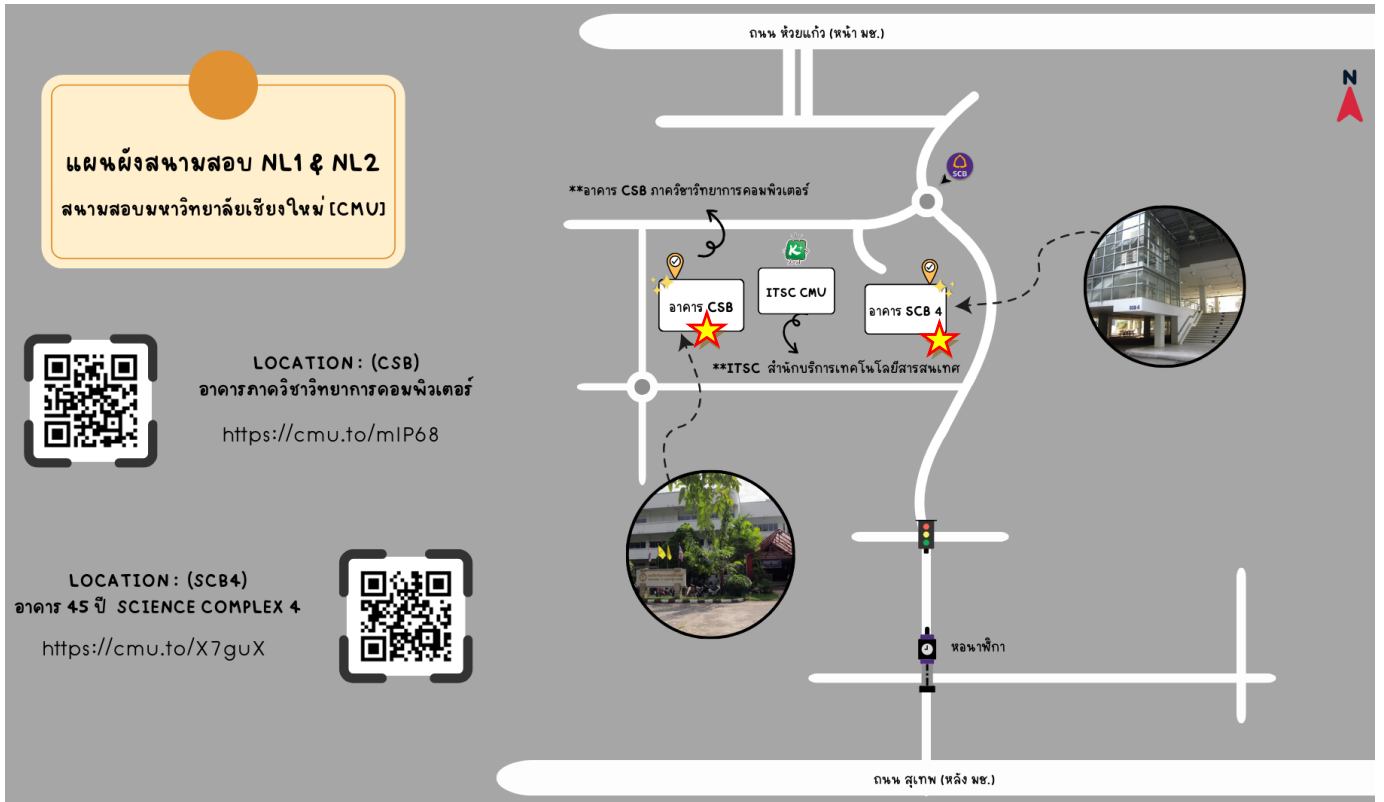 แผนผังสนามสอบ NL1 & NL2
สนามสอบมหาวิทยาลัยเชียงใหม่ [CMU]
LOCATION : (CSB)
อาคารภาควิชาวิทยาการคอมพิวเตอร์
https://cmu.to/mIP68
LOCATION : (SCB4)
อาคาร 45 ปี SCIENCE COMPLEX 4
https://cmu.to/X7guX
ถนน ห้วยแก้ว (หน้า มช.)
N
SCB
**อาคาร CSB ภาควิชาวิทยาการคอมพิวเตอร์
K+
อาคาร CSB
ITSC CMU
อาคาร SCB 4
**ITSC สำนักบริการเทคโนโลยีสารสนเทศ
หอนาฬิกา
ถนน สุเทพ (หลัง มช.)